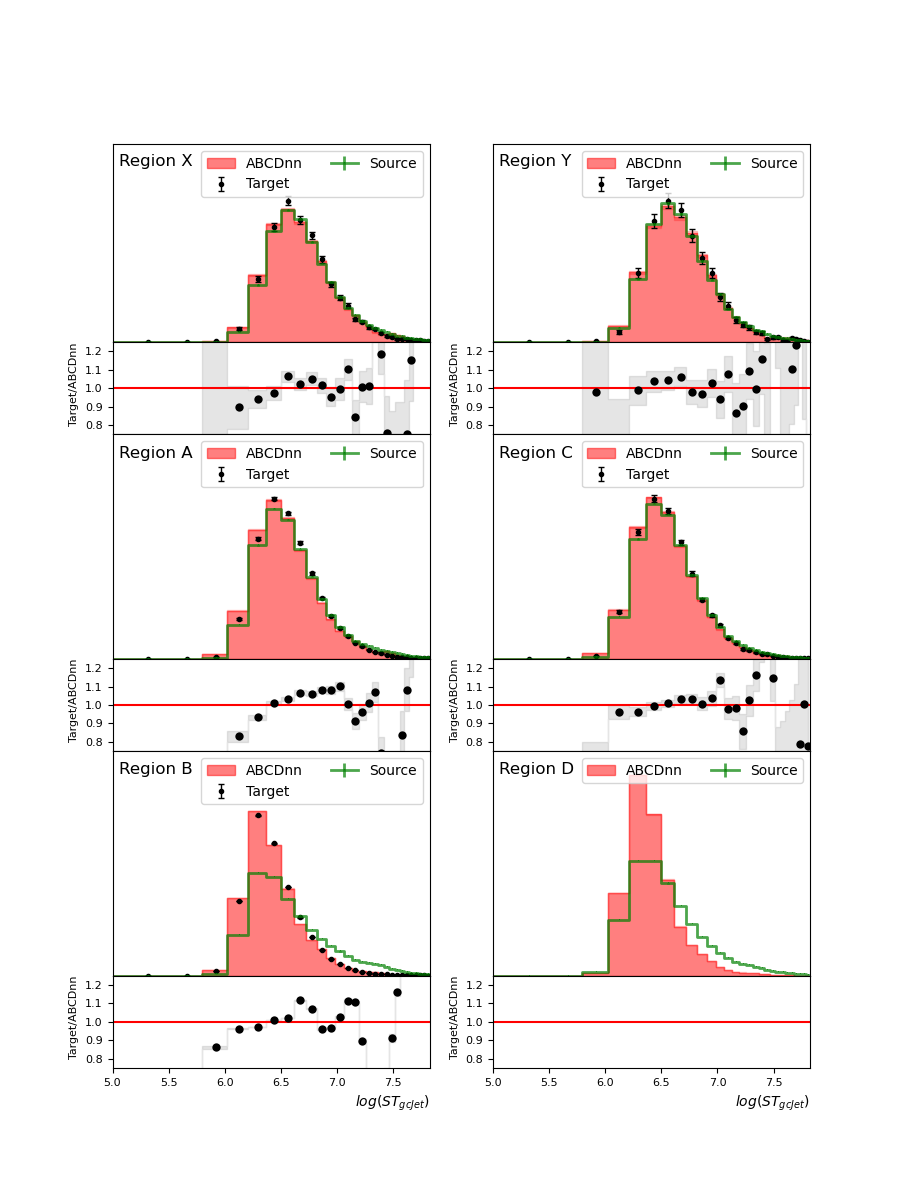 Region X
ABCDnn
Source
Target
Region Y
ABCDnn
Source
Target
1.2
1.1
1.0
0.9
0.8
Target/ABCDnn
1.2
1.1
1.0
0.9
0.8
Target/ABCDnn
Region A
ABCDnn
Source
Target
Region C
ABCDnn
Source
Target
1.2
1.1
1.0
0.9
0.8
Target/ABCDnn
1.2
1.1
1.0
0.9
0.8
Target/ABCDnn
Region B
ABCDnn
Source
Target
Region D
ABCDnn
Source
1.2
1.1
1.0
0.9
0.8
Target/ABCDnn
1.2
1.1
1.0
0.9
0.8
Target/ABCDnn
5.0 5.5 6.0 6.5 7.0 7.5
log(ST_{gcJet})
5.0 5.5 6.0 6.5 7.0 7.5
log(ST_{gcJet})